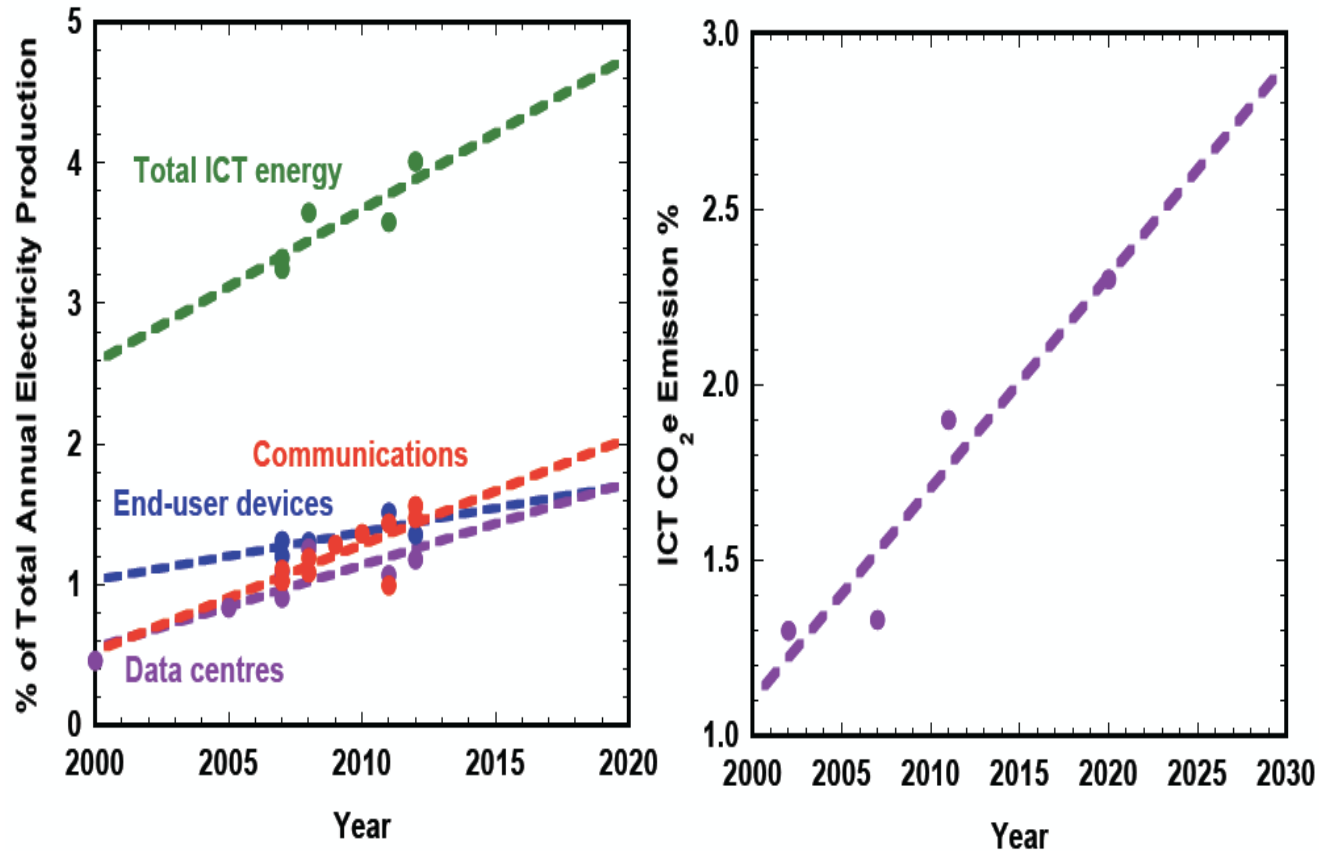 % of Total Annual Electricity Production
5
4
3
2
1
0
Total ICT energy
Communications
End-user devices
Data centres
2000 2005 2010 2015 2020
Year
ICT CO2e Emission %
3.0
2.5
2.0
1.5
1.0
2000 2005 2010 2015 2020 2025 2030
Year